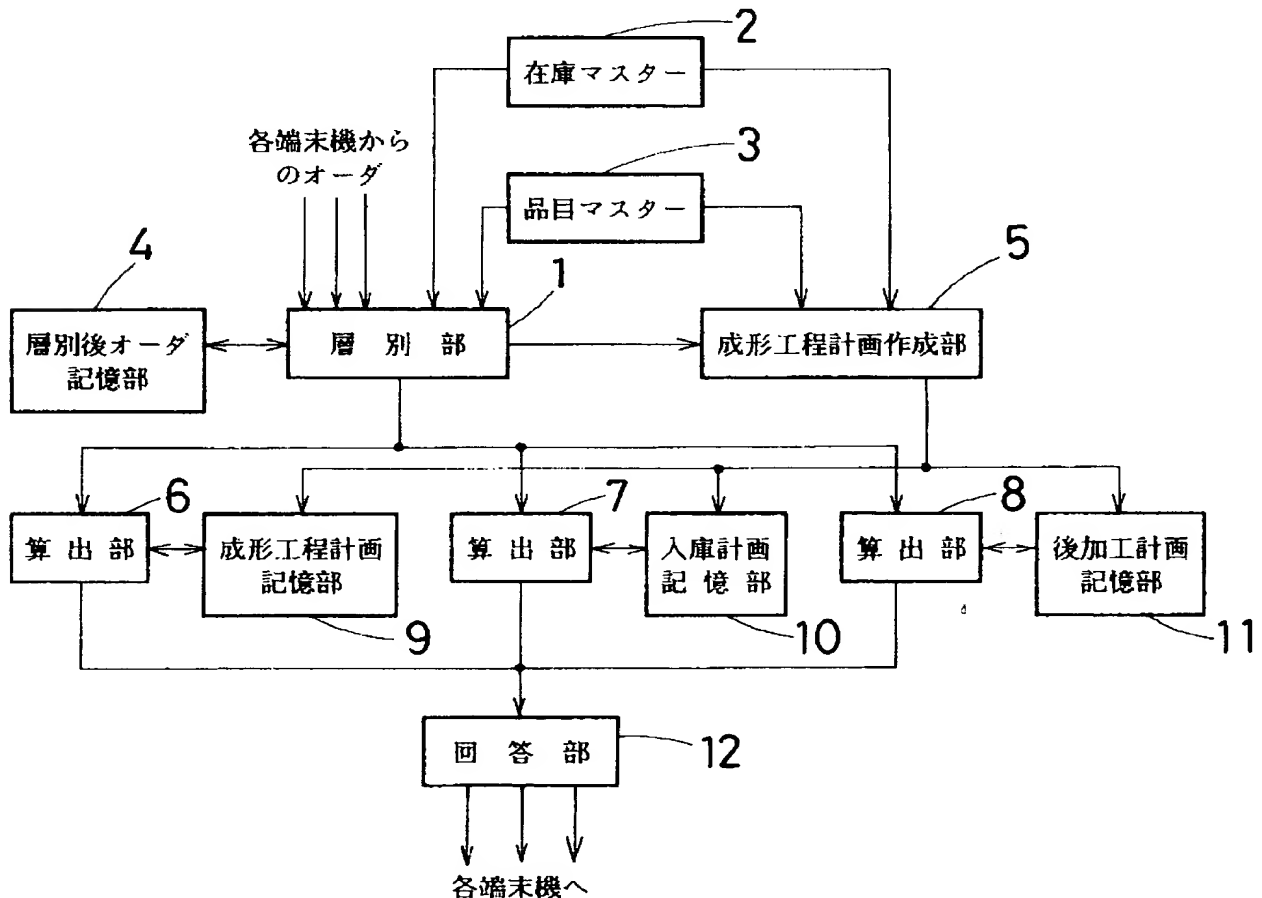 2
在庫マスター
各端末機から
のオーダ
3
品目マスター
4
1
5
層別後オーダ
記憶部
層別部
成形工程計画作成部
6
7
8
算出部
成形工程計画
記憶部
算出部
入庫計画
記憶部
算出部
後加工計画
記憶部
9
10
11
回答部
12
各端末機へ